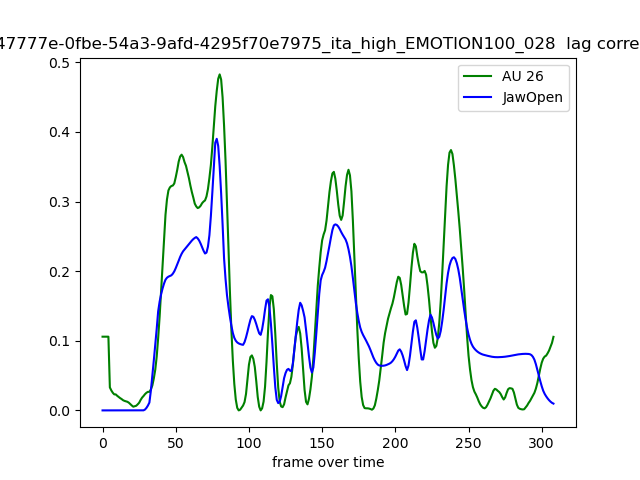 47777e-0fbe-54a3-9afd-4295f70e7975_ita_high_EMOTION100_028 lag corre
AU 26
JawOpen
0.5
0.4
0.3
0.2
0.1
0.0
0 50 100 150 200 250 300
frame over time